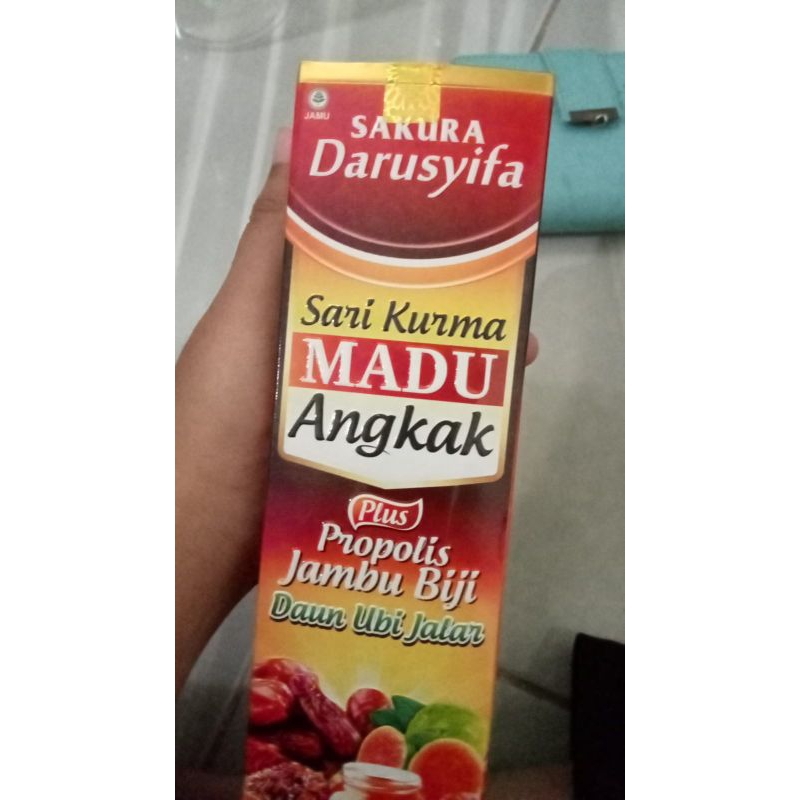 JAMU
SAKURA
Darusyifa
Sari Kurma
MADU
Angkak
Plus
Propolis
Jambu Biji
Daun Ubi Jalar